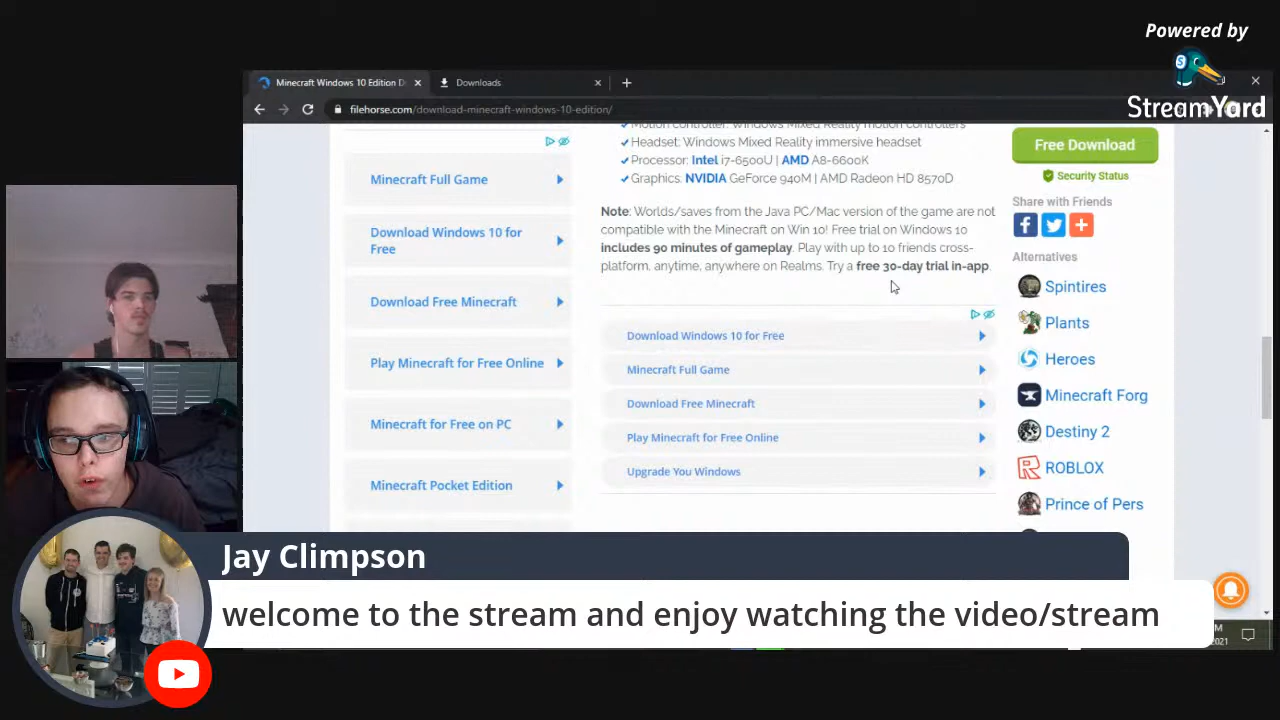 Powered by
StreamYard
Minecraft Windows 10 Edition D
Downloads
filehorse.com/download-minecraft-windows-10-edition/
Minecraft Full Game
Download Windows 10 for
Free
Download Free Minecraft
Play Minecraft for Free Online
Minecraft for Free on PC
Minecraft Pocket Edition
Motion controller: Windows Mixed Reality motion controllers
Headset: Windows Mixed Reality immersive headset
Processor: Intel i7-6500U | AMD A8-6600K
Graphics: NVIDIA GeForce 940M | AMD Radeon HD 8570D
Note: Worlds/saves from the Java PC/Mac version of the game are not
compatible with the Minecraft on Win 10! Free trial on Windows 10
includes 90 minutes of gameplay. Play with up to 10 friends cross-
platform, anytime, anywhere on Realms. Try a free 30-day trial in-app.
Download Windows 10 for Free
Minecraft Full Game
Download Free Minecraft
Play Minecraft for Free Online
Upgrade You Windows
Free Download
Security Status
Share with Friends
Alternatives
Spintires
Plants
Heroes
Minecraft Forg
Destiny 2
ROBLOX
Prince of Pers
Jay Climpson
welcome to the stream and enjoy watching the video/stream
M
2021